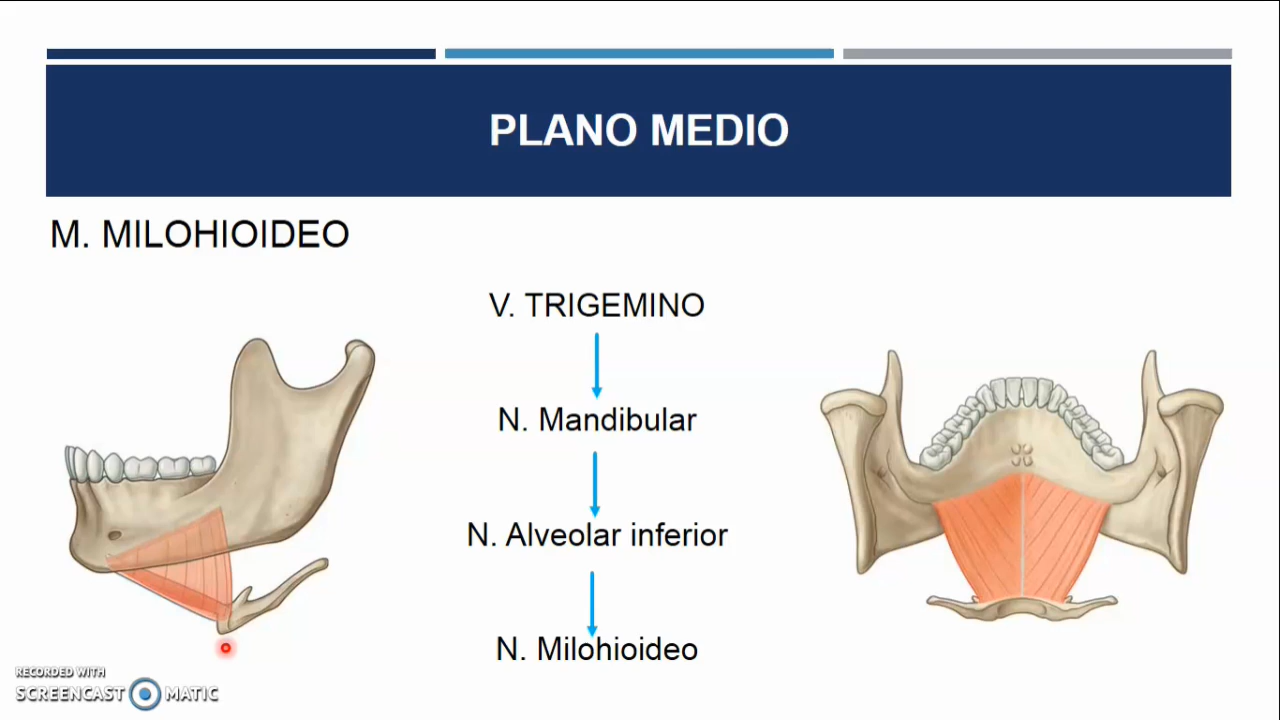 PLANO MEDIO
M. MILOHIOIDEO
V. TRIGEMINO
N. Mandibular
N. Alveolar inferior
N. Milohioideo
RECORDED WITH
SCREENCAST MATIC